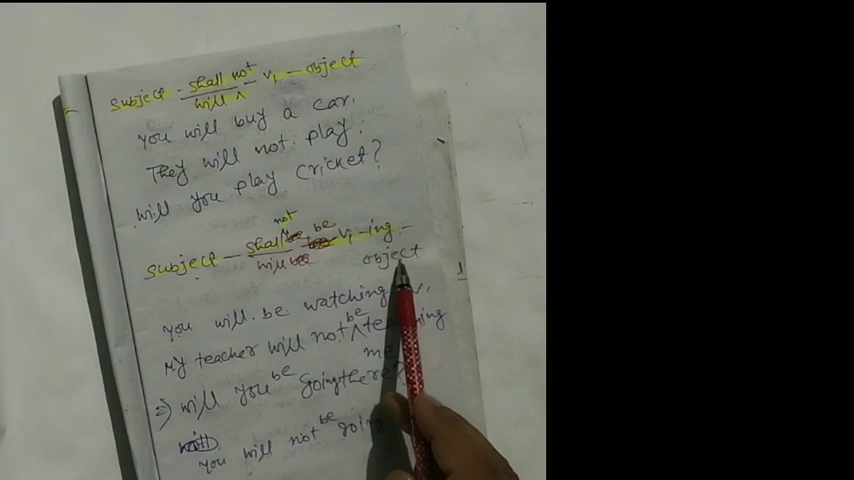 Subject - shall not / will ^ v1 - object
You will buy a car.
They will not play.
will you play cricket?
Subject - shall not / will be v1 - ing -
object
You will be watching
My teacher will not be ^
me
=) will you be going there?
You will not be going
1